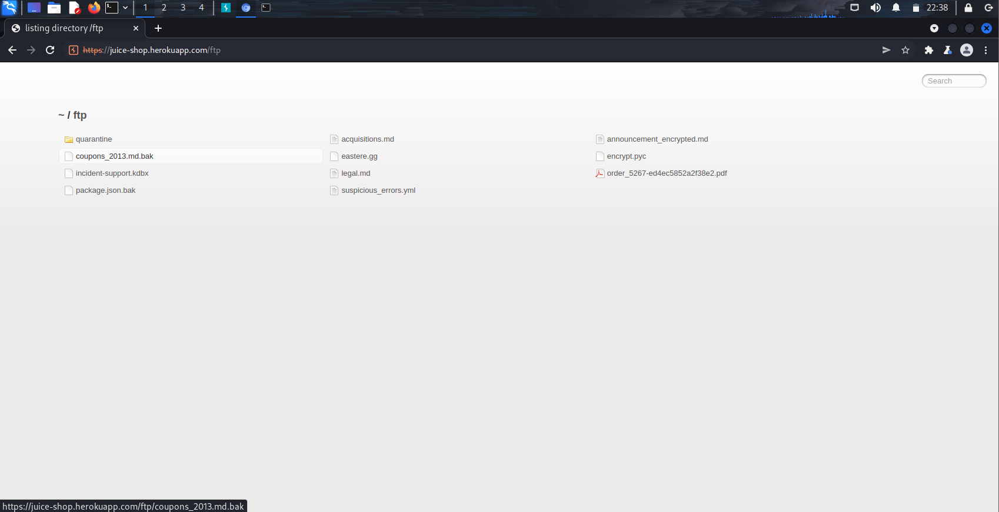 1 2 3 4 22:38
listing directory /ftp
https://juice-shop.herokuapp.com/ftp
Search
~ / ftp
quarantine acquisitions.md announcement_encrypted.md
coupons_2013.md.bak eastere.gg encrypt.pyc
incident-support.kdbx legal.md order_5267-ed4ec5852a2f38e2.pdf
package.json.bak suspicious_errors.yml
https://juice-shop.herokuapp.com/ftp/coupons_2013.md.bak